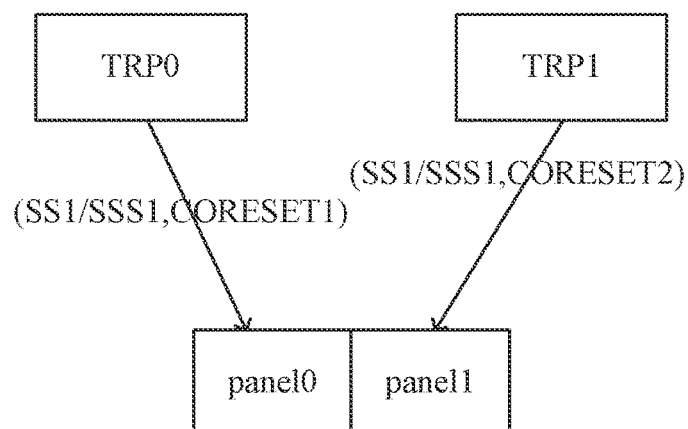 TRP0
TRP1
(SS1/SSS1,CORESET2)
(SS1/SSS1,CORESET1)
panel0
panel1